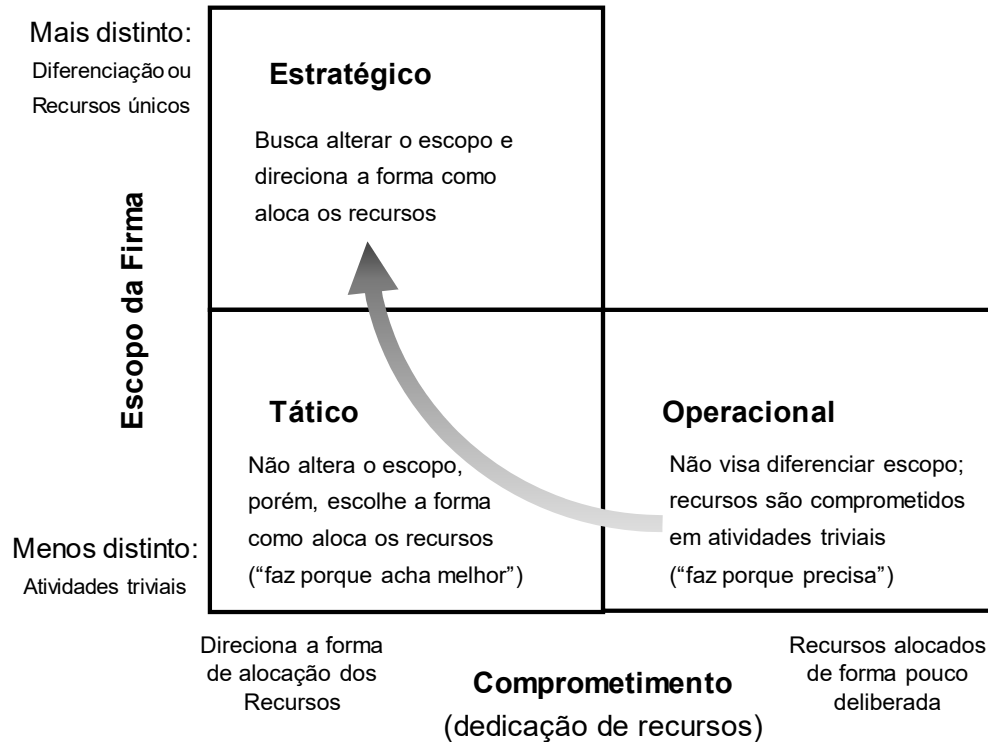 Mais distinto:
Diferenciação ou
Recursos únicos
Estratégico
Busca alterar o escopo e
direciona a forma como
aloca os recursos
Escopo da Firma
Tático
Não altera o escopo,
porém, escolhe a forma
como aloca os recursos
(“faz porque acha melhor”)
Operacional
Não visa diferenciar escopo;
recursos são comprometidos
em atividades triviais
(“faz porque precisa”)
Menos distinto:
Atividades triviais
Direciona a forma
de alocação dos
Recursos
Comprometimento
(dedicação de recursos)
Recursos alocados
de forma pouco
deliberada